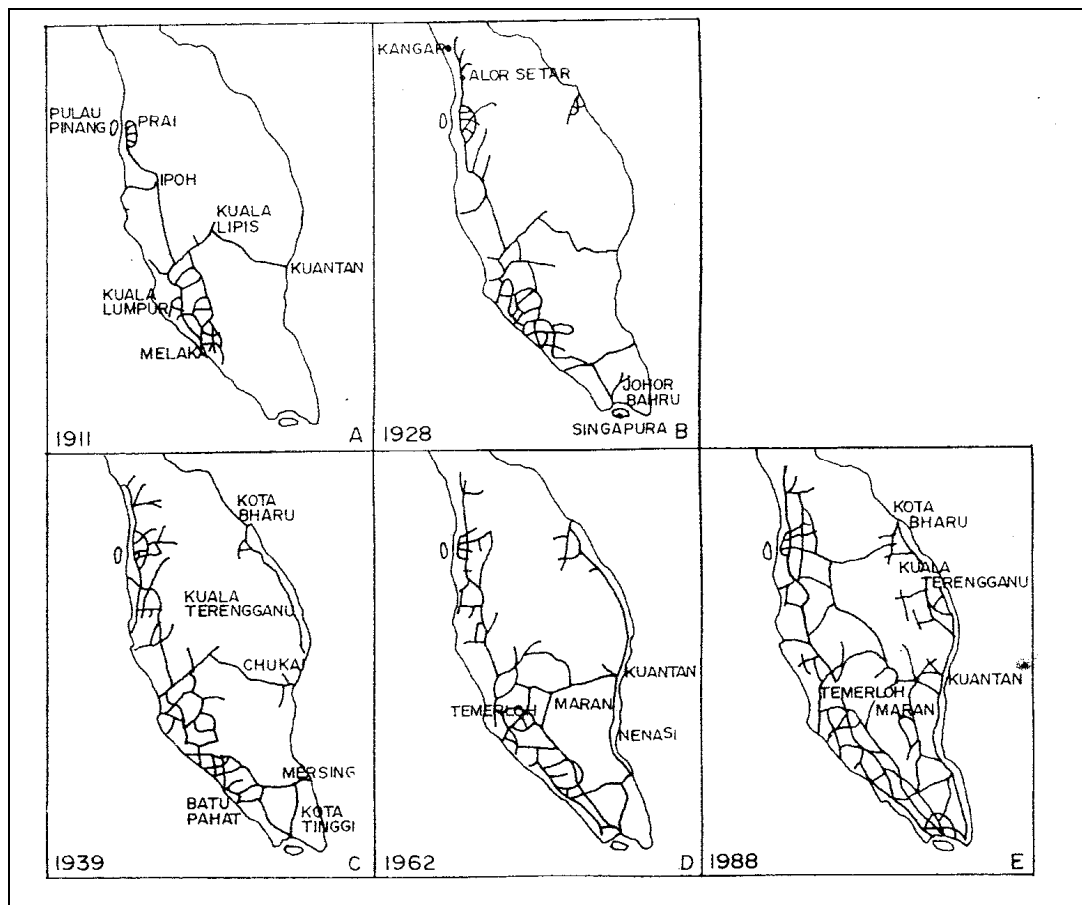 KANGAR
ALOR SETAR
PULAU
PINANG
PRAI
IPOH
KUALA
LIPIS
KUANTAN
KUALA
LUMPUR
MELAKA
1911
A
JOHOR
BAHRU
SINGAPURA
1928
B
KOTA
BHARU
KUALA
TERENGGANU
CHUKAI
MERSING
BATU
PAHAT
KOTA
TINGGI
1939
C
KUANTAN
TEMERLOH
MARAN
NENASI
1962
D
KOTA
BHARU
KUALA
TERENGGANU
TEMERLOH
MARAN
KUANTAN
1988
E